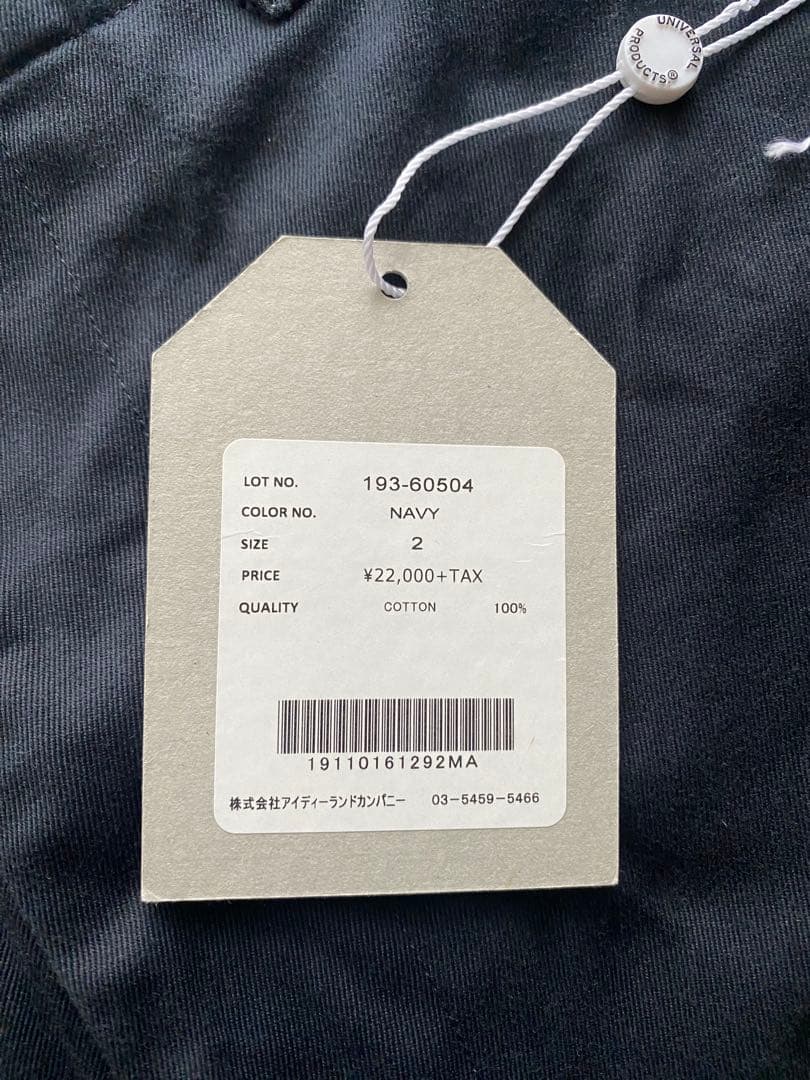 UNIVERSAL
PRODUCTS®
LOT NO. 193-60504
COLOR NO. NAVY
SIZE 2
PRICE ¥22,000+TAX
QUALITY COTTON 100%
19110161292MA
株式会社アイディーランドカンパニー 03-5459-5466